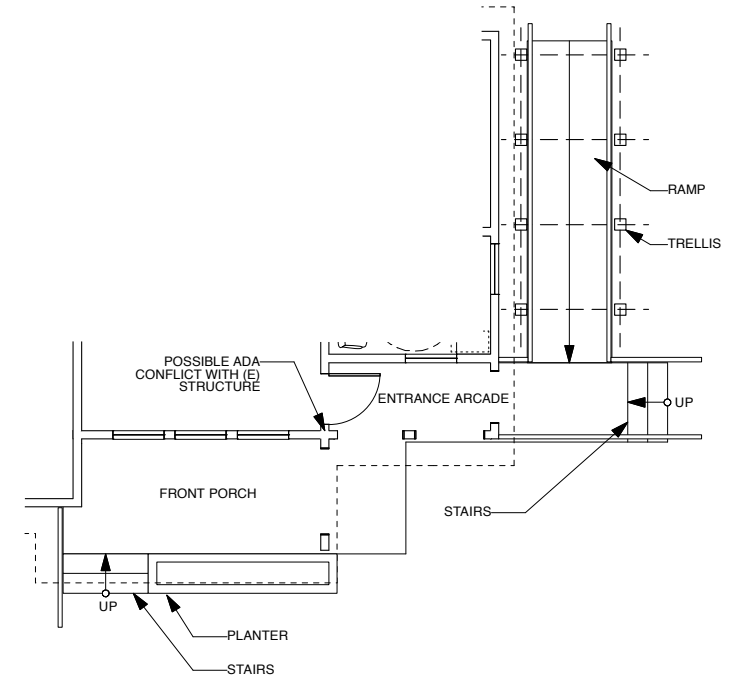 RAMP
TRELLIS
POSSIBLE ADA
CONFLICT WITH (E)
STRUCTURE
ENTRANCE ARCADE
UP
FRONT PORCH
STAIRS
UP
PLANTER
STAIRS